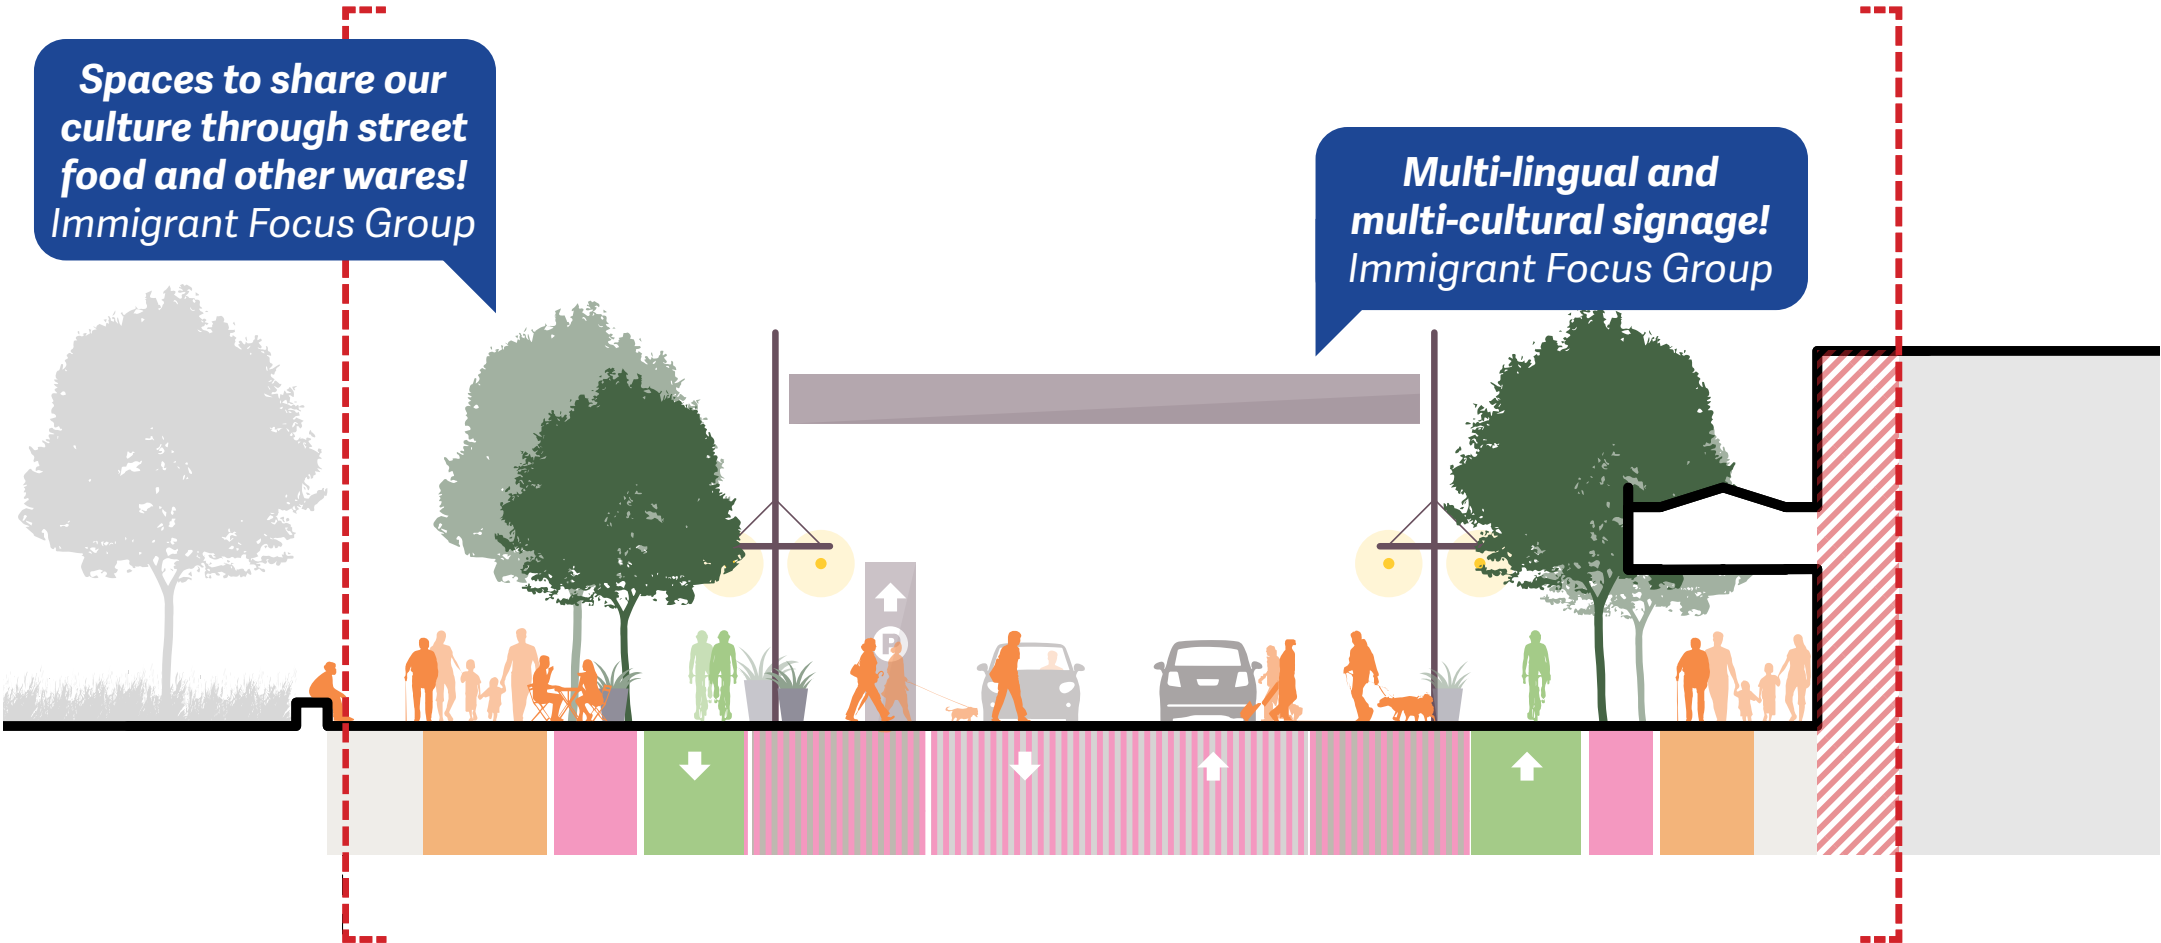 Spaces to share our
culture through street
food and other wares!
Immigrant Focus Group
Multi-lingual and
multi-cultural signage!
Immigrant Focus Group
P